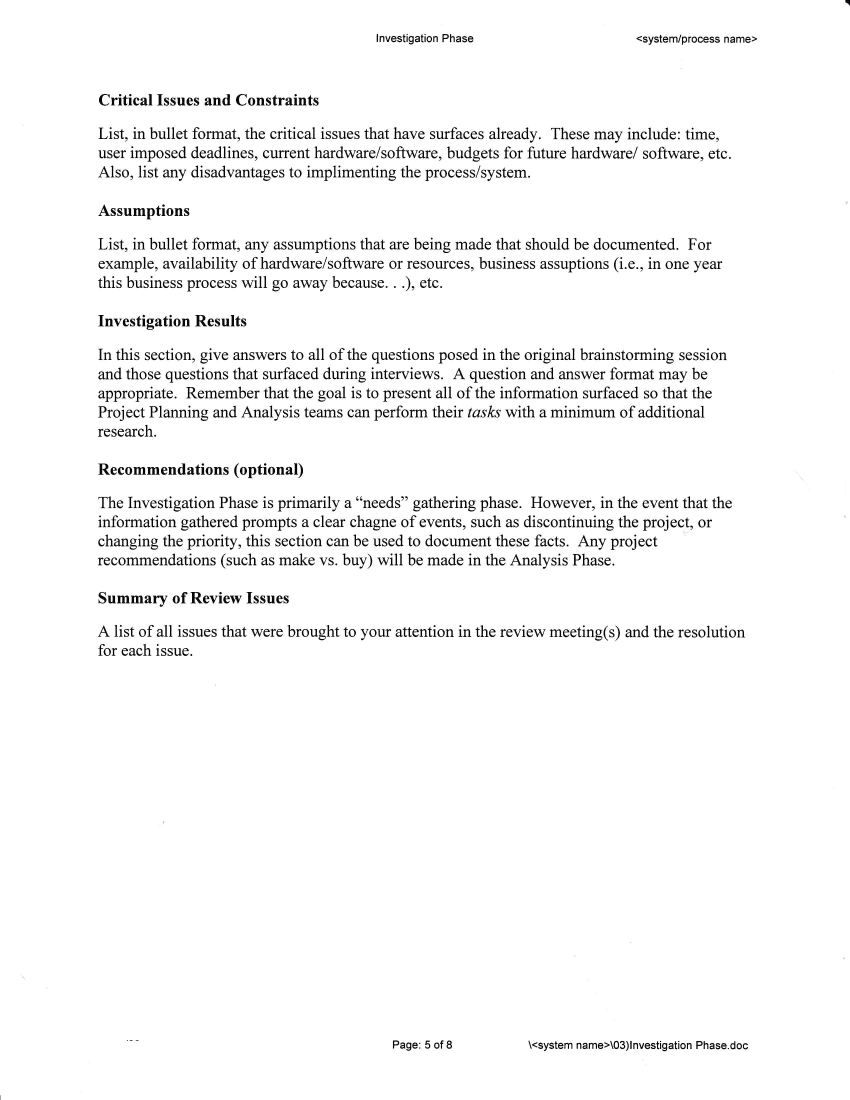 Investigation Phase <system/process name>
Critical Issues and Constraints
List, in bullet format, the critical issues that have surfaces already.  These may include: time,
user imposed deadlines, current hardware/software, budgets for future hardware/ software, etc.
Also, list any disadvantages to implimenting the process/system.
Assumptions
List, in bullet format, any assumptions that are being made that should be documented.  For
example, availability of hardware/software or resources, business assuptions (i.e., in one year
this business process will go away because. . .), etc.
Investigation Results
In this section, give answers to all of the questions posed in the original brainstorming session
and those questions that surfaced during interviews.  A question and answer format may be
appropriate.  Remember that the goal is to present all of the information surfaced so that the
Project Planning and Analysis teams can perform their tasks with a minimum of additional
research.
Recommendations (optional)
The Investigation Phase is primarily a “needs” gathering phase.  However, in the event that the
information gathered prompts a clear chagne of events, such as discontinuing the project, or
changing the priority, this section can be used to document these facts.  Any project
recommendations (such as make vs. buy) will be made in the Analysis Phase.
Summary of Review Issues
A list of all issues that were brought to your attention in the review meeting(s) and the resolution
for each issue.
Page: 5 of 8 \<system name>\03)Investigation Phase.doc